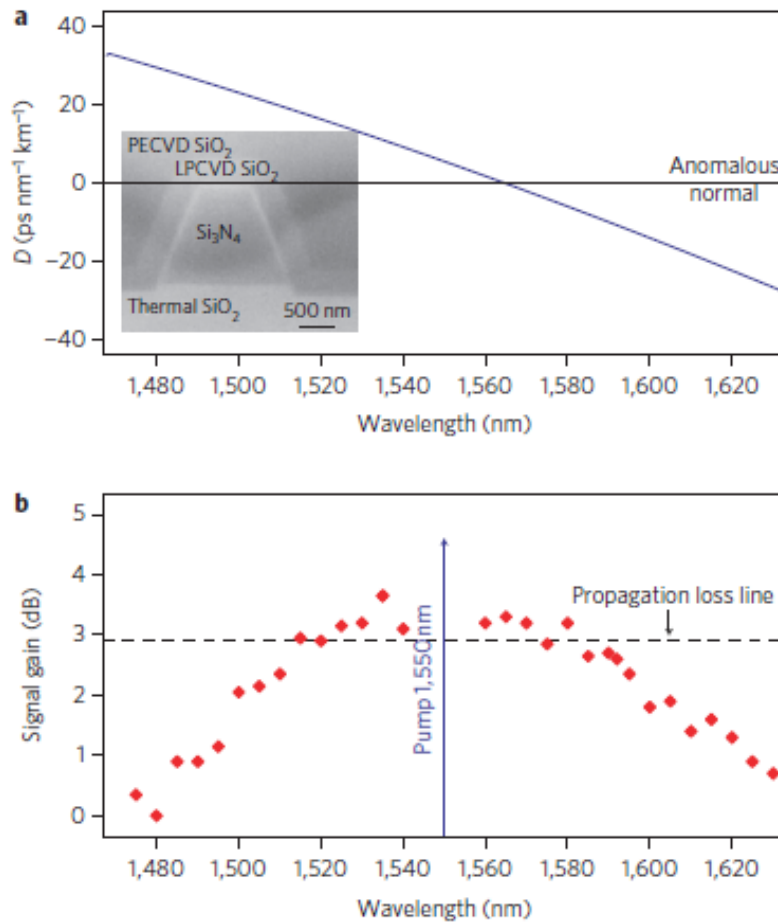 a
40
20
0
−20
−40
D (ps nm⁻¹ km⁻¹)
PECVD SiO₂
LPCVD SiO₂
Si₃N₄
Thermal SiO₂
500 nm
Anomalous
normal
1,480 1,500 1,520 1,540 1,560 1,580 1,600 1,620
Wavelength (nm)
b
5
4
3
2
1
0
Signal gain (dB)
Pump 1,550 nm
Propagation loss line
1,480 1,500 1,520 1,540 1,560 1,580 1,600 1,620
Wavelength (nm)